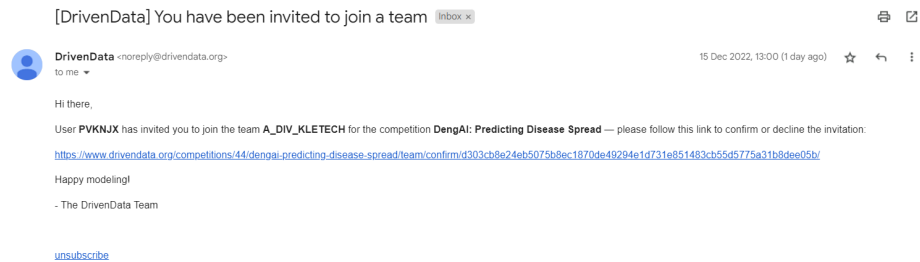 [DrivenData] You have been invited to join a team Inbox ×
DrivenData <noreply@drivendata.org> 15 Dec 2022, 13:00 (1 day ago)
to me
Hi there,
User PVKNJX has invited you to join the team A_DIV_KLETECH for the competition DengAI: Predicting Disease Spread — please follow this link to confirm or decline the invitation:
https://www.drivendata.org/competitions/44/dengai-predicting-disease-spread/team/confirm/d303cb8e24eb5075b8ec1870de49294e1d731e851483cb55d5775a31b8dee05b/
Happy modeling!
- The DrivenData Team
unsubscribe